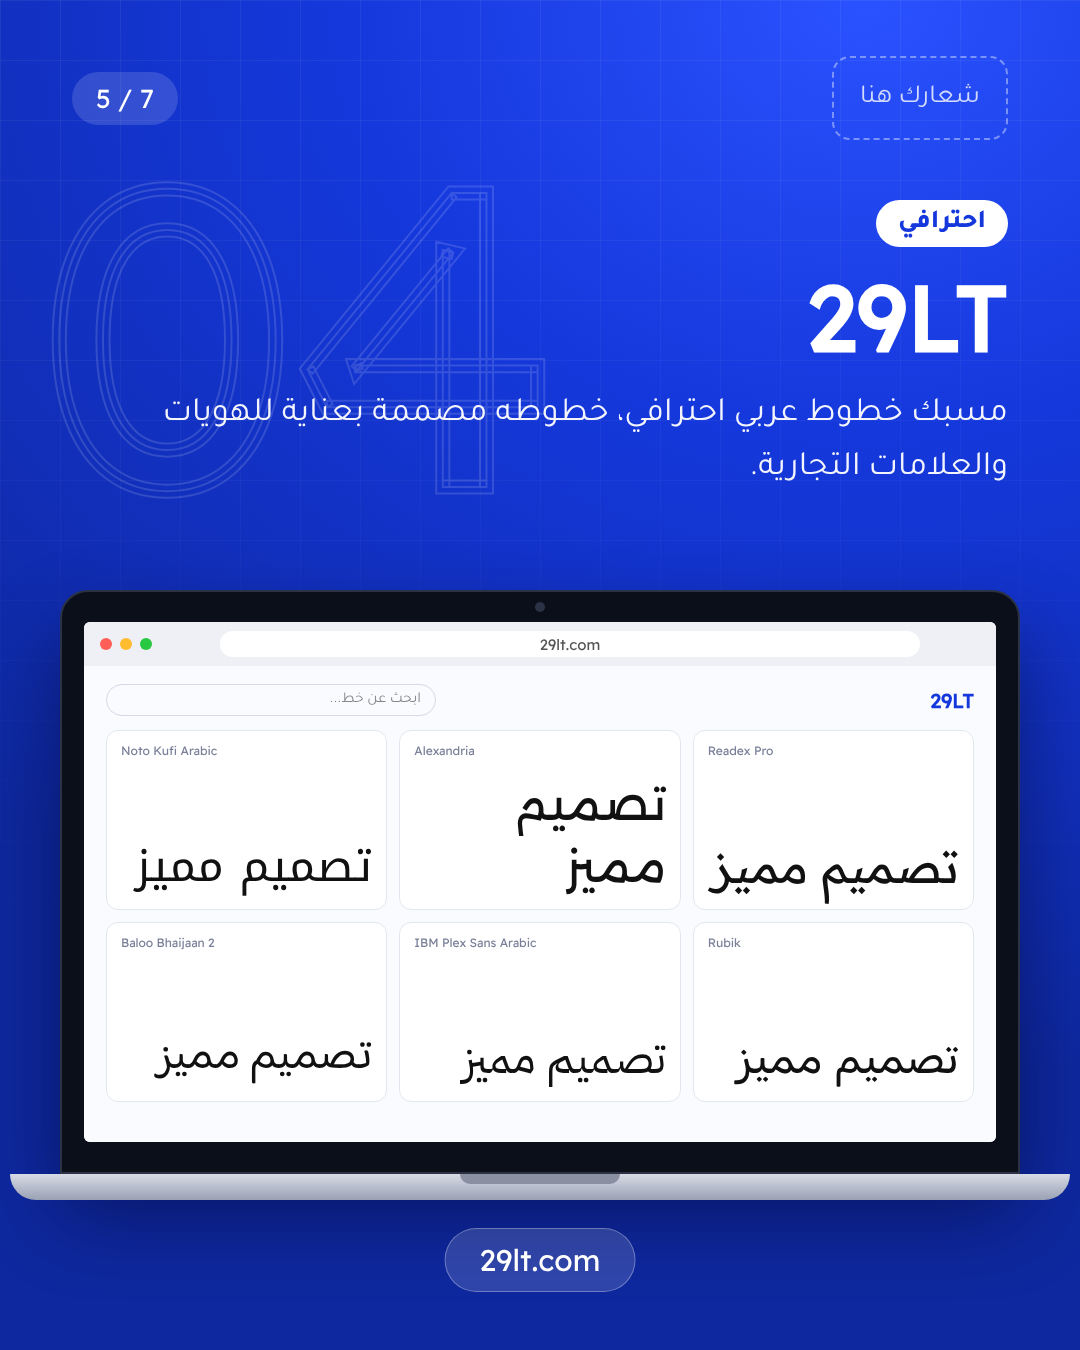 شعارك هنا
5 / 7
04
احترافي
29LT
مسبك خطوط عربي احترافي، خطوطه مصممة بعناية للهويات
والعلامات التجارية.
29lt.com
29LT
ابحث عن خط...
Readex Pro
تصميم مميز
Alexandria
تصميم
مميز
Noto Kufi Arabic
تصميم مميز
Rubik
تصميم مميز
IBM Plex Sans Arabic
تصميم مميز
Baloo Bhaijaan 2
تصميم مميز
29lt.com